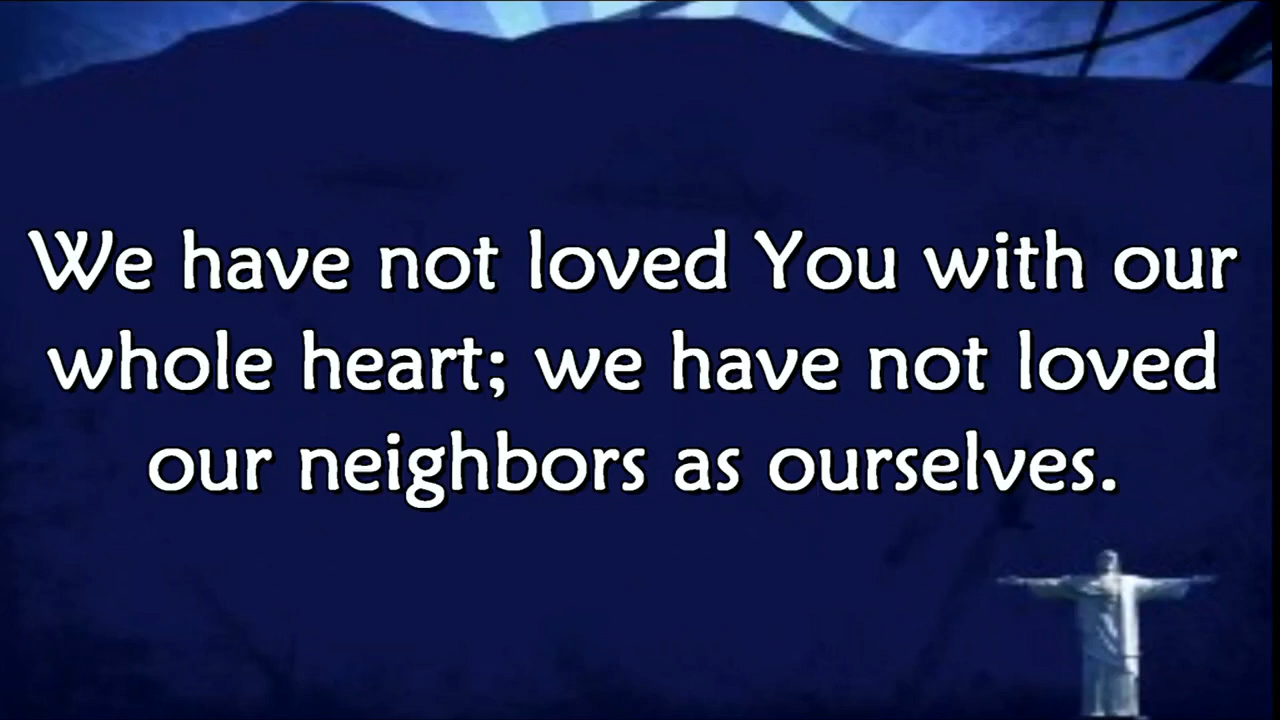 We have not loved You with our
whole heart; we have not loved
our neighbors as ourselves.